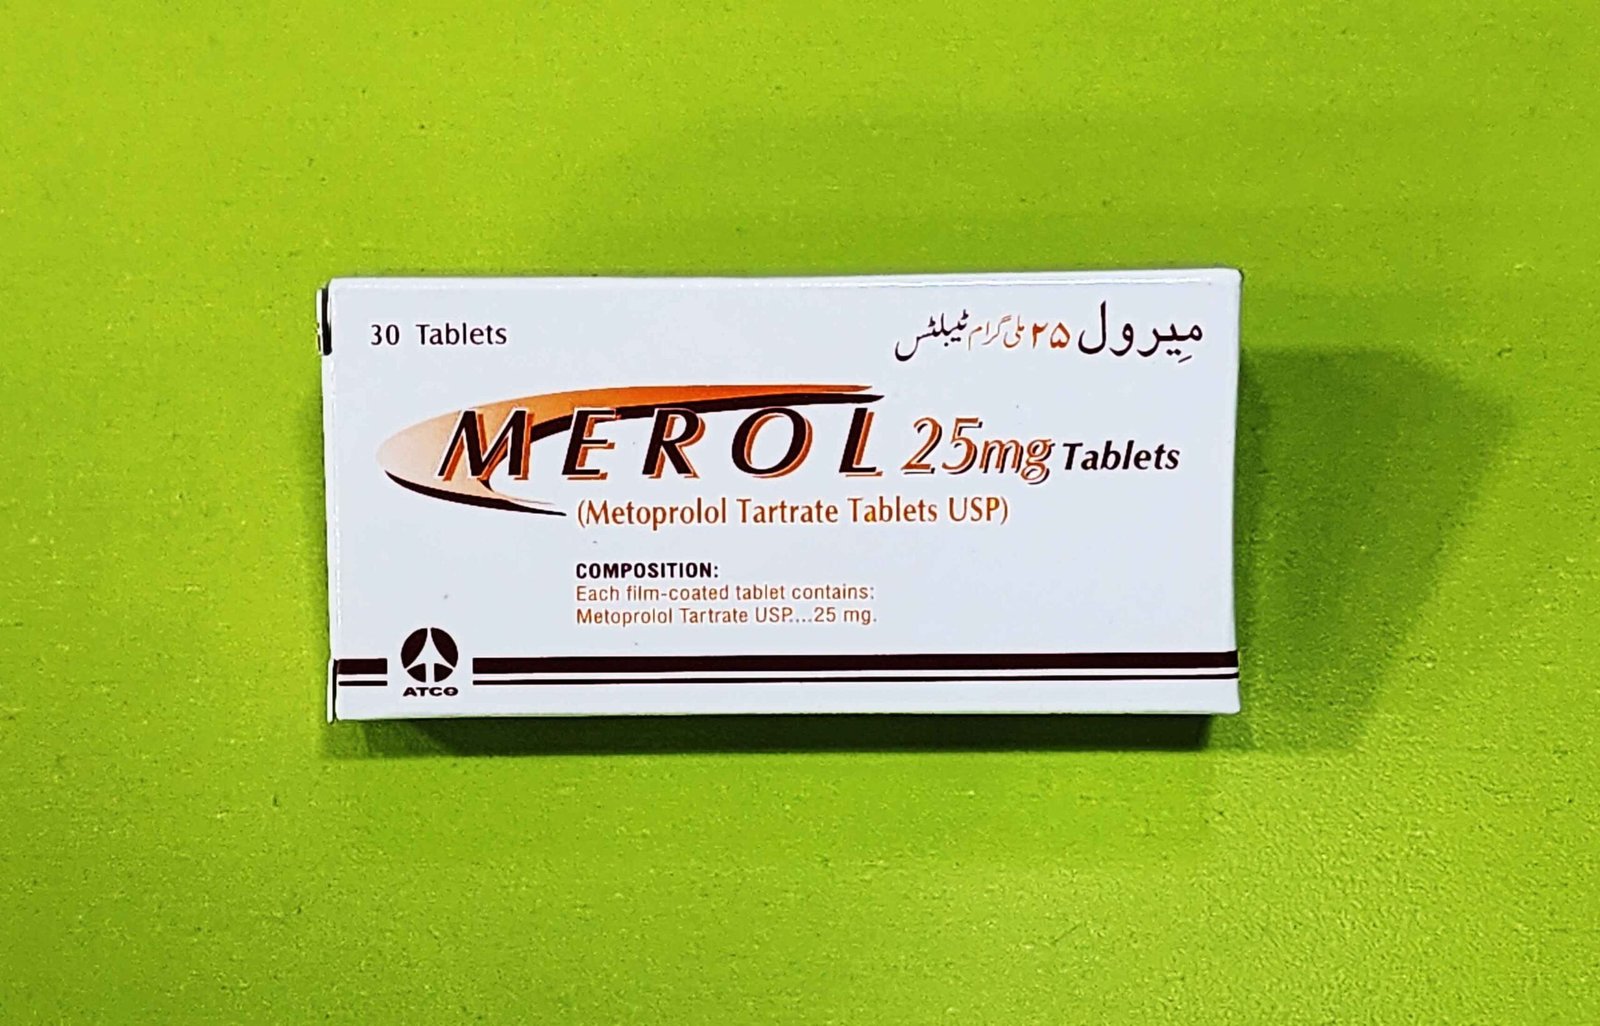 30 Tablets
میرول ۲۵ ملی گرام ٹیبلٹس
MEROL 25mg Tablets
(Metoprolol Tartrate Tablets USP)
COMPOSITION:
Each film-coated tablet contains:
Metoprolol Tartrate USP....25 mg.
ATCO